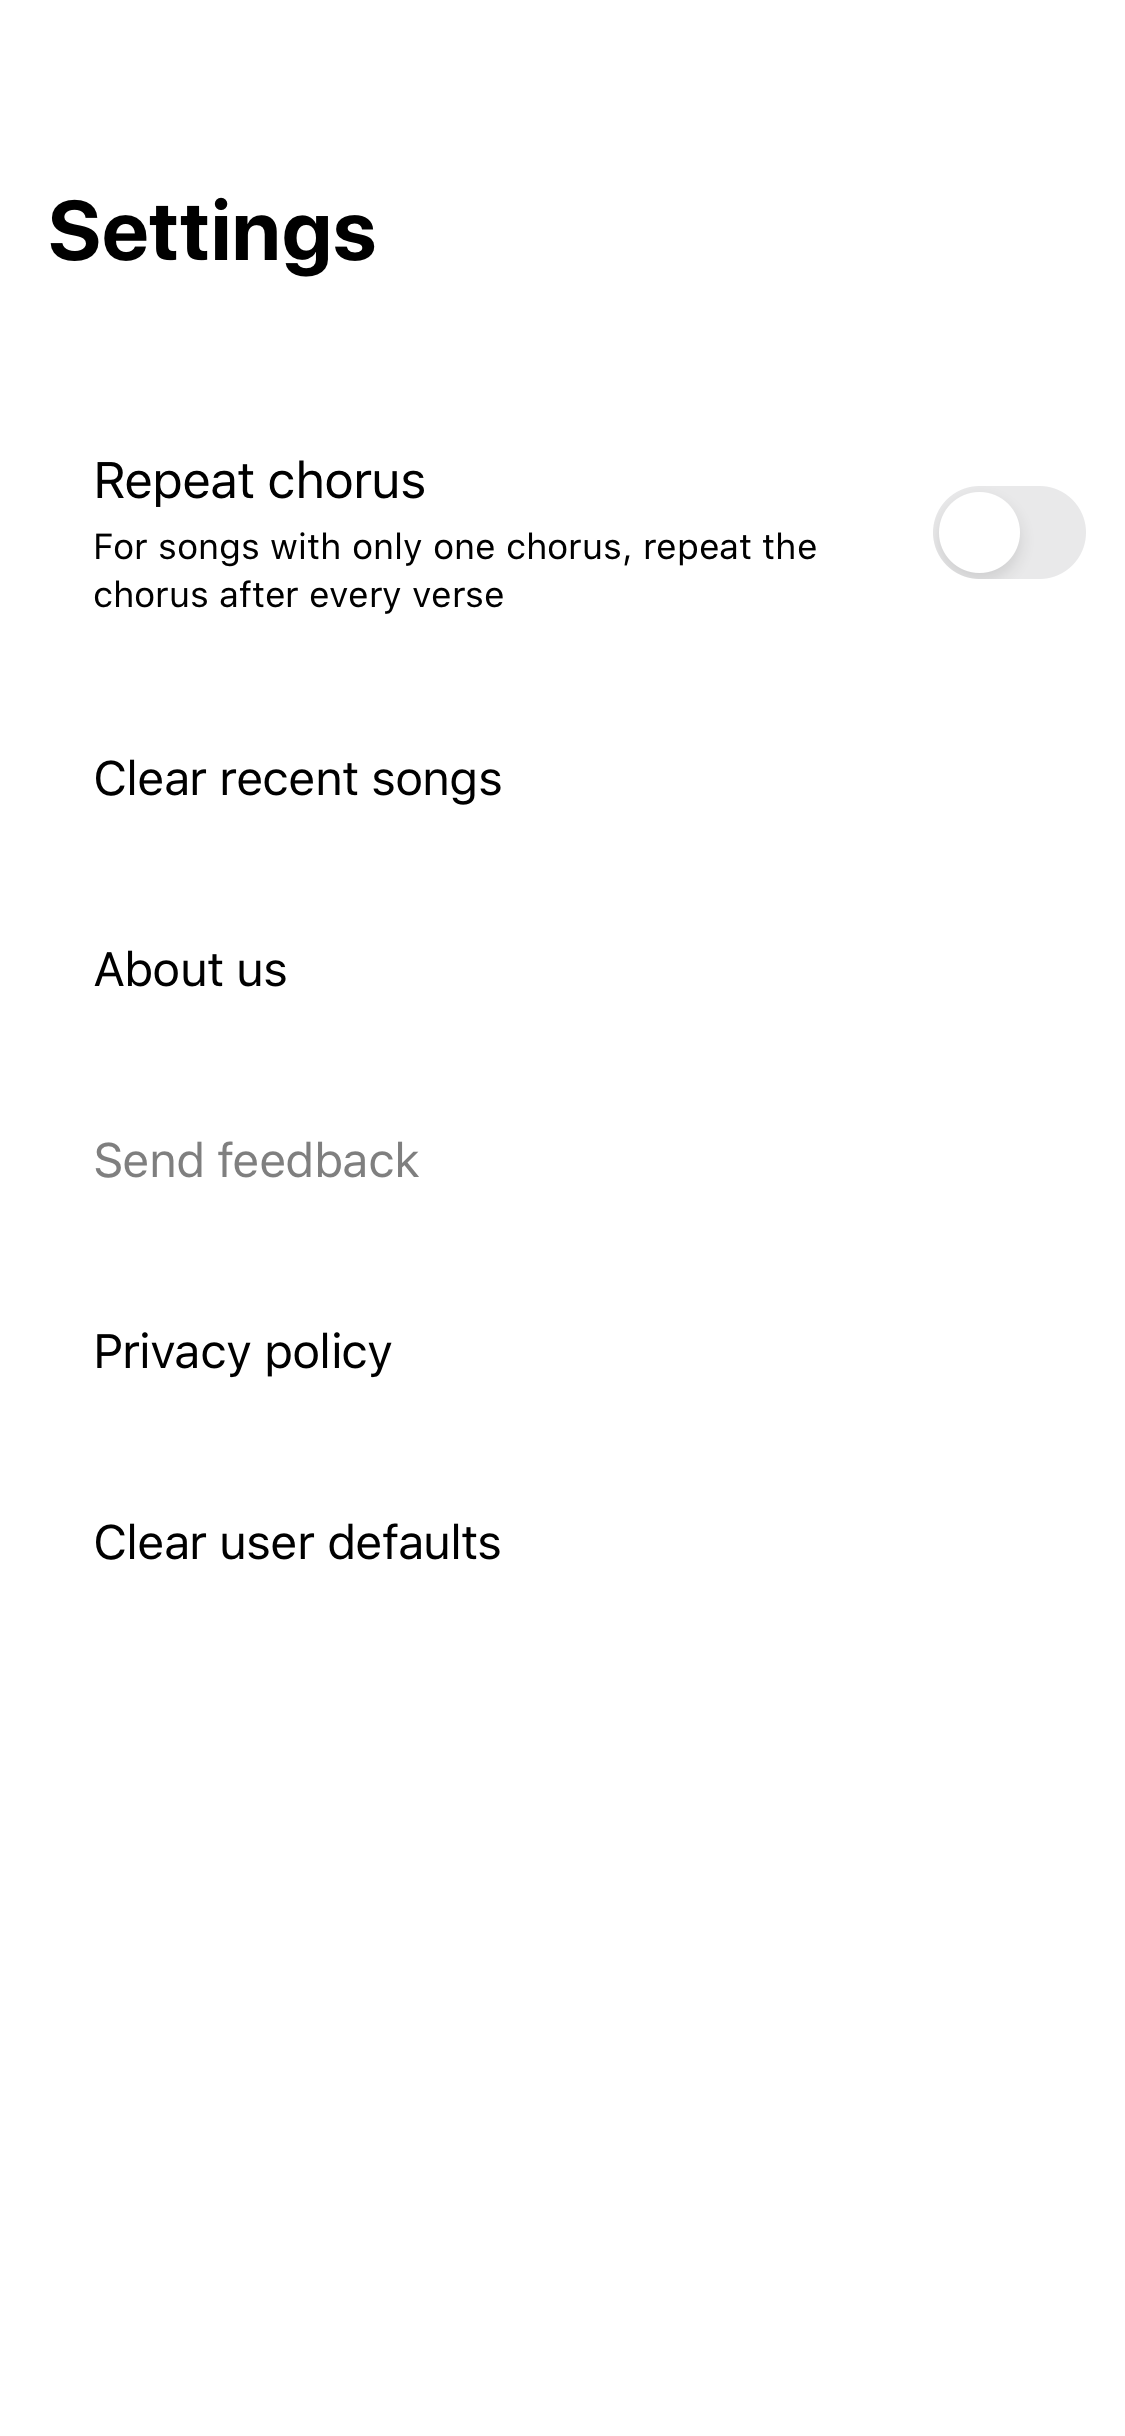 Settings
Repeat chorus
For songs with only one chorus, repeat the
chorus after every verse
Clear recent songs
About us
Send feedback
Privacy policy
Clear user defaults